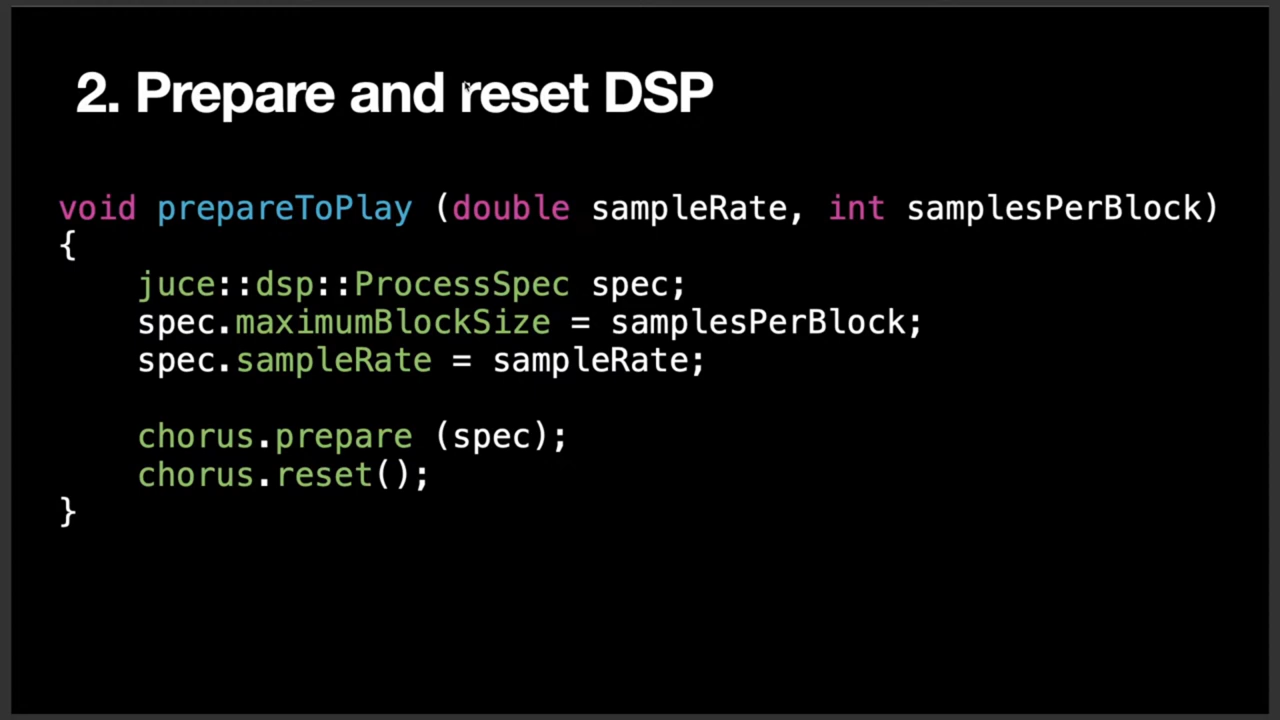 2. Prepare and reset DSP
void prepareToPlay (double sampleRate, int samplesPerBlock)
{
    juce::dsp::ProcessSpec spec;
    spec.maximumBlockSize = samplesPerBlock;
    spec.sampleRate = sampleRate;
    chorus.prepare (spec);
    chorus.reset();
}